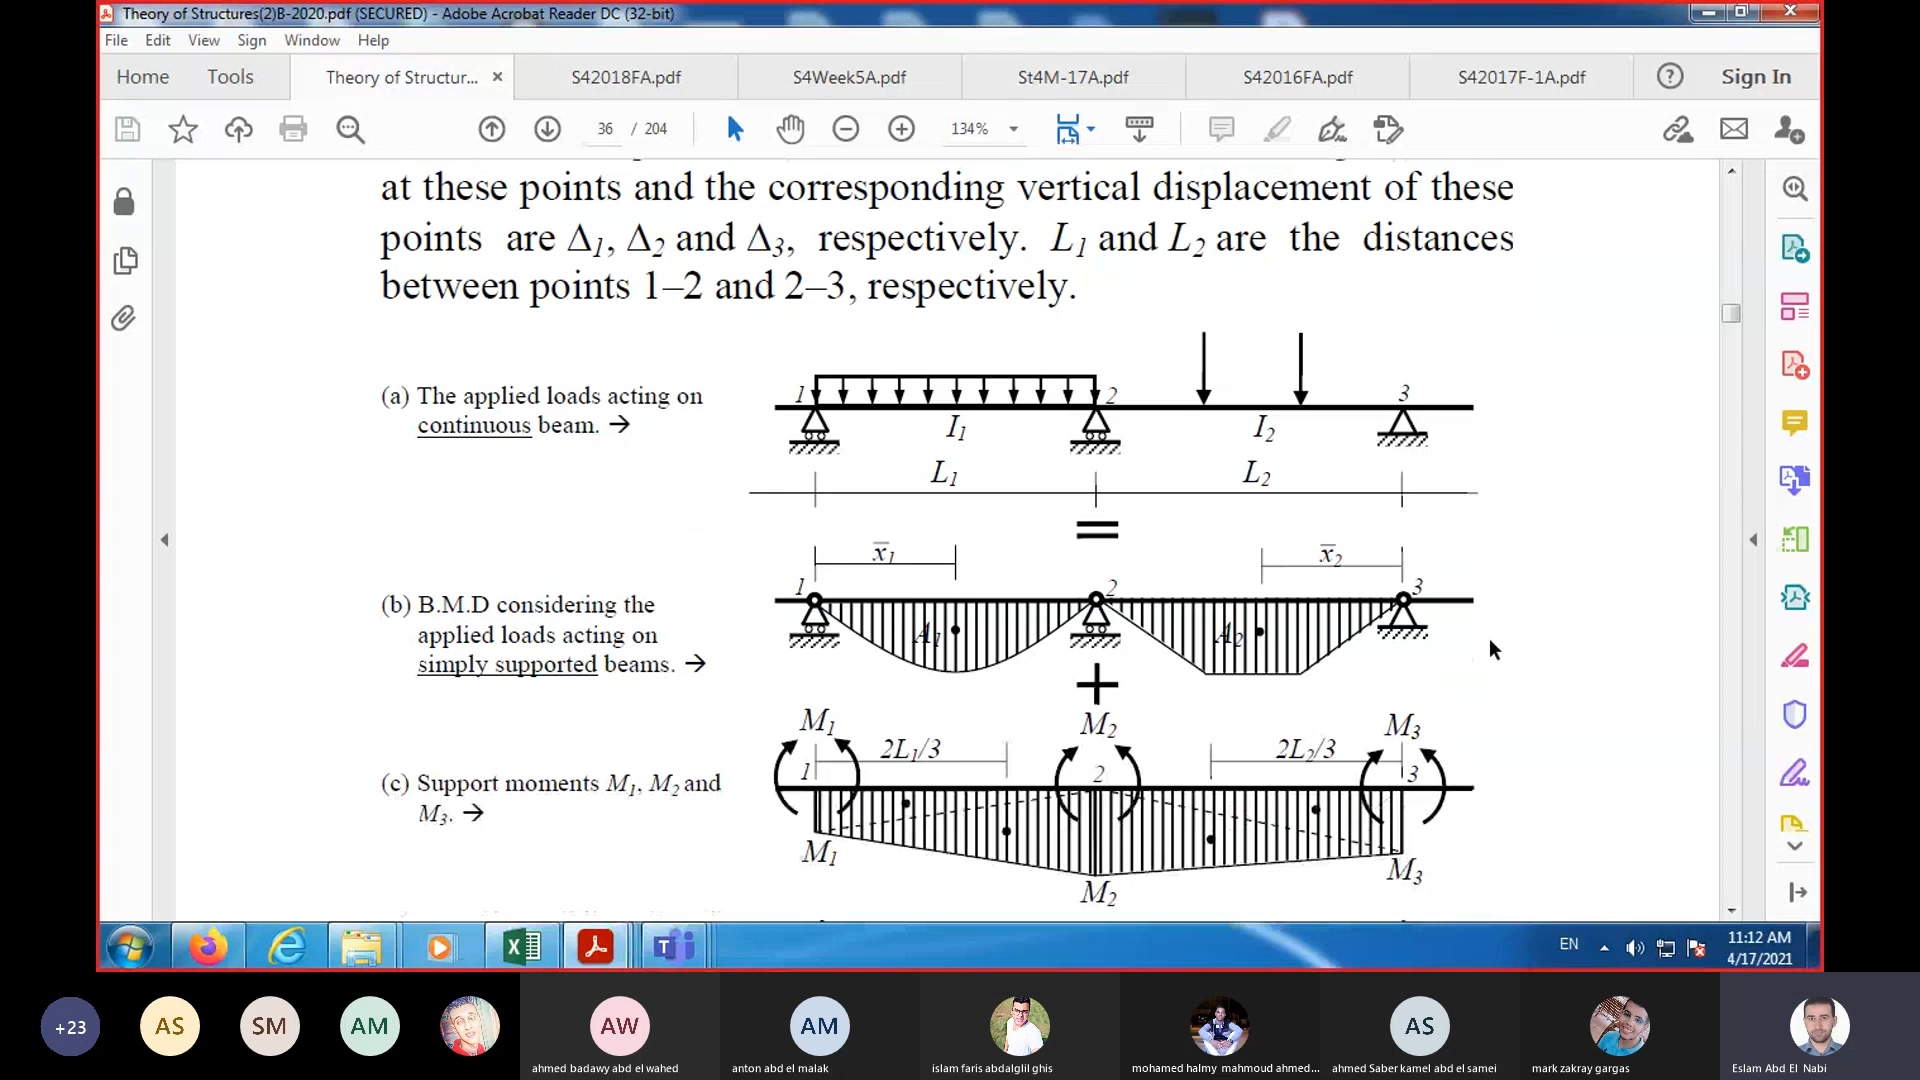 Theory of Structures(2)B-2020.pdf (SECURED) - Adobe Acrobat Reader DC (32-bit)
File Edit View Sign Window Help
Home Tools Theory of Structur... × S42018FA.pdf S4Week5A.pdf St4M-17A.pdf S42016FA.pdf S42017F-1A.pdf ? Sign In
36 / 204 134%
at these points and the corresponding vertical displacement of these
points are Δ1, Δ2 and Δ3, respectively. L1 and L2 are the distances
between points 1–2 and 2–3, respectively.
(a) The applied loads acting on
continuous beam. →
1 2 3
I1 I2
L1 L2
=
x̅1 x̅2
(b) B.M.D considering the
applied loads acting on
simply supported beams. →
1 2 3
A1 A2
+
M1 M2 M3
2L1/3 2L2/3
1 2 3
(c) Support moments M1, M2 and
M3. →
M1 M2 M3
EN 11:12 AM
4/17/2021
+23 AS SM AM AW AM AS
ahmed badawy abd el wahed anton abd el malak islam faris abdalglil ghis mohamed halmy mahmoud ahmed... ahmed Saber kamel abd el samei mark zakray gargas Eslam Abd El Nabi